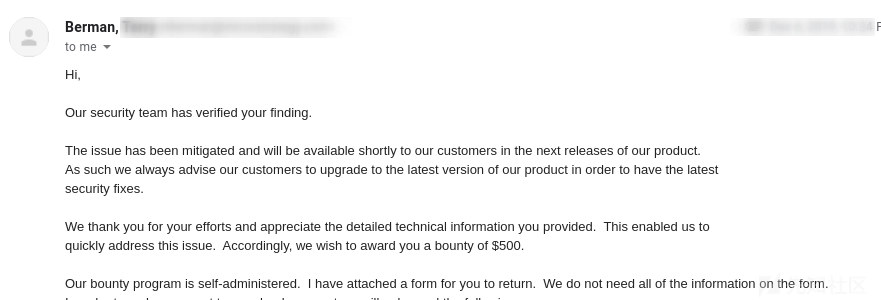 Berman,
to me
Hi,
Our security team has verified your finding.
The issue has been mitigated and will be available shortly to our customers in the next releases of our product.
As such we always advise our customers to upgrade to the latest version of our product in order to have the latest
security fixes.
We thank you for your efforts and appreciate the detailed technical information you provided.  This enabled us to
quickly address this issue.  Accordingly, we wish to award you a bounty of $500.
Our bounty program is self-administered.  I have attached a form for you to return.  We do not need all of the information on the form.